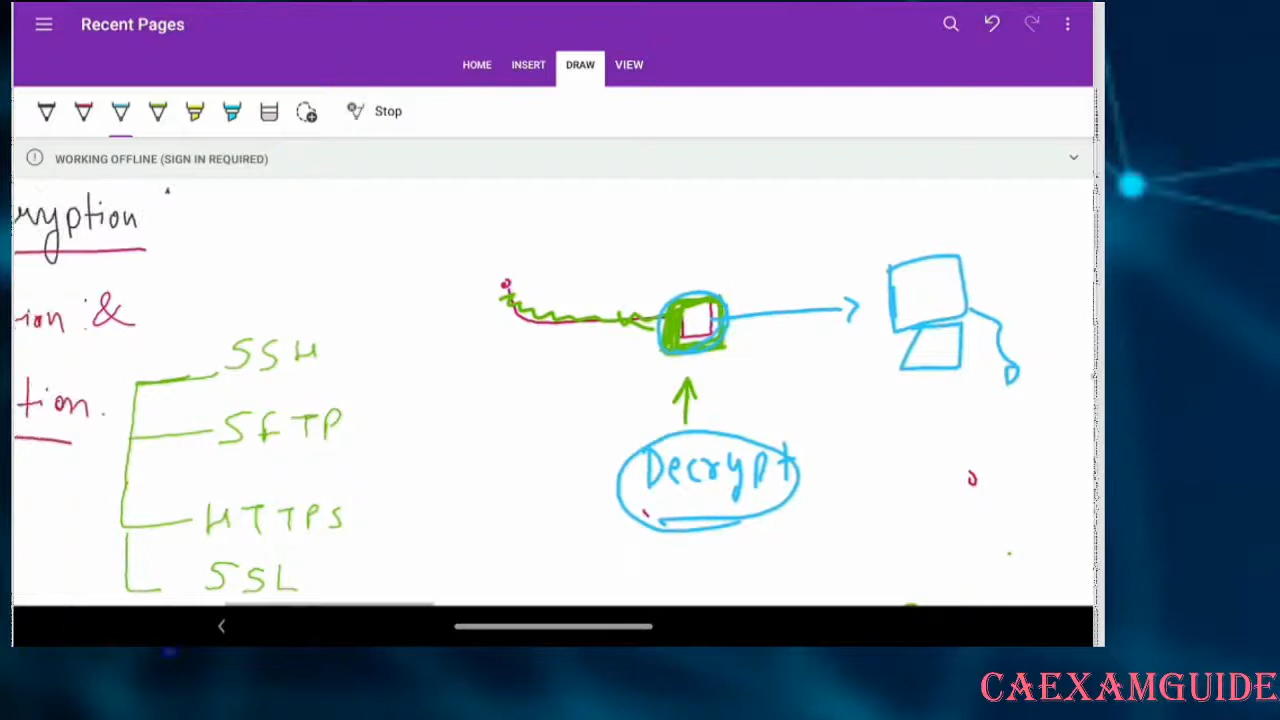 Recent Pages
HOME INSERT DRAW VIEW
Stop
WORKING OFFLINE (SIGN IN REQUIRED)
ryption
ion : &
tion.
SSH
SFTP
HTTPS
SSL
Decrypt
CAEXAMGUIDE